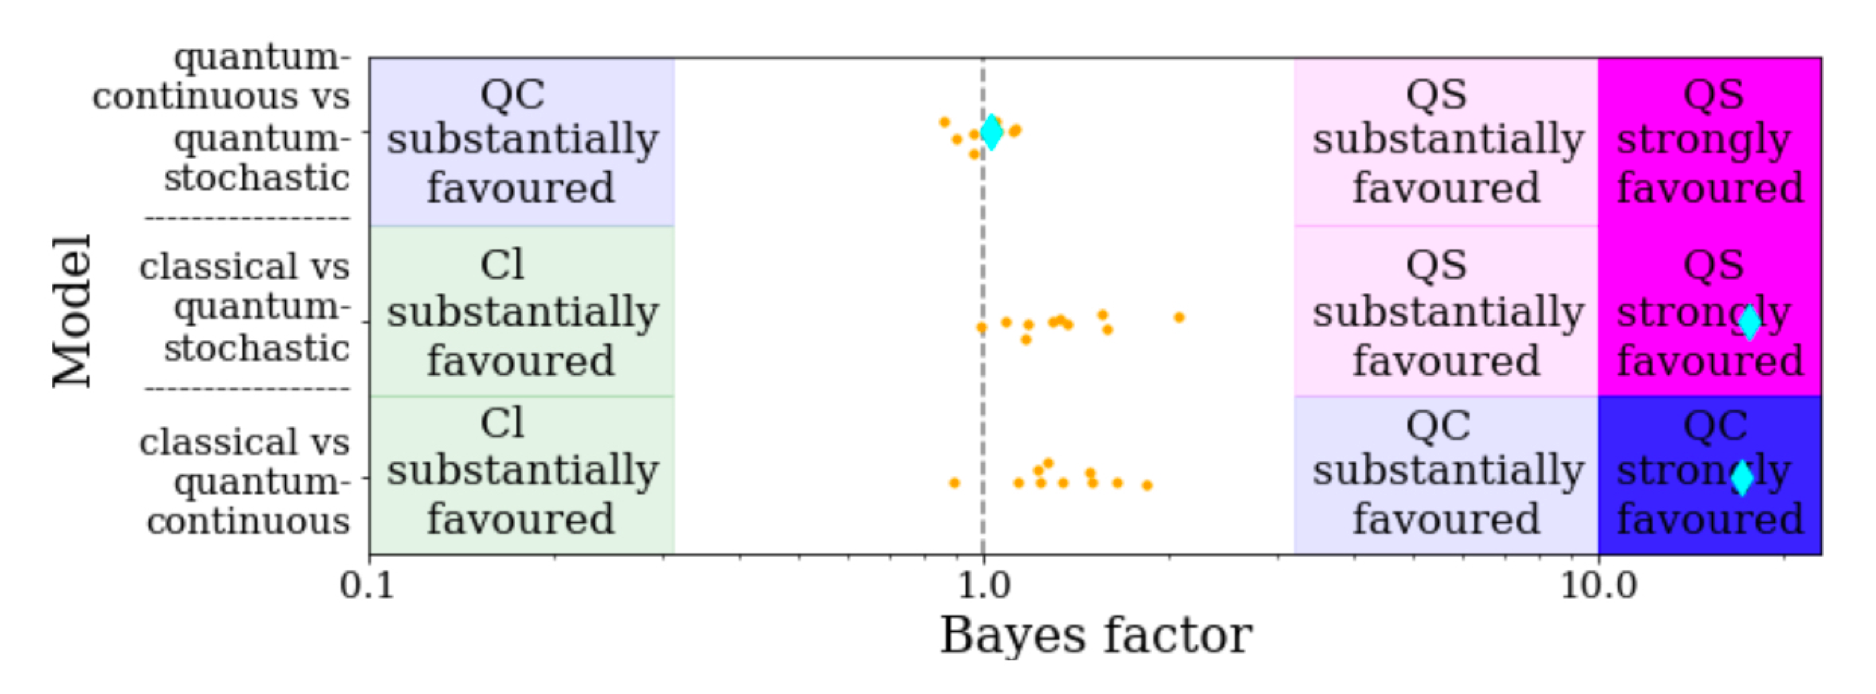 quantum-
continuous vs
quantum-
stochastic
-----------------
classical vs
quantum-
stochastic
-----------------
classical vs
quantum-
continuous
Model
QC
substantially
favoured
QS
substantially
favoured
QS
strongly
favoured
Cl
substantially
favoured
QS
substantially
favoured
QS
strongly
favoured
Cl
substantially
favoured
QC
substantially
favoured
QC
strongly
favoured
0.1
1.0
10.0
Bayes factor